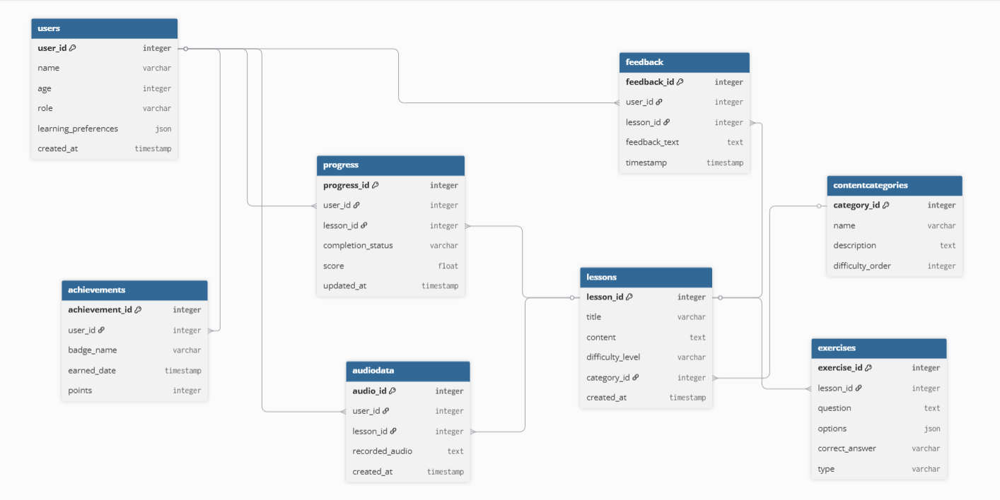 users
user_id integer
name varchar
age integer
role varchar
learning_preferences json
created_at timestamp
feedback
feedback_id integer
user_id integer
lesson_id integer
feedback_text text
timestamp timestamp
progress
progress_id integer
user_id integer
lesson_id integer
completion_status varchar
score float
updated_at timestamp
contentcategories
category_id integer
name varchar
description text
difficulty_order integer
achievements
achievement_id integer
user_id integer
badge_name varchar
earned_date timestamp
points integer
lessons
lesson_id integer
title varchar
content text
difficulty_level varchar
category_id integer
created_at timestamp
audiodata
audio_id integer
user_id integer
lesson_id integer
recorded_audio text
created_at timestamp
exercises
exercise_id integer
lesson_id integer
question text
options json
correct_answer varchar
type varchar